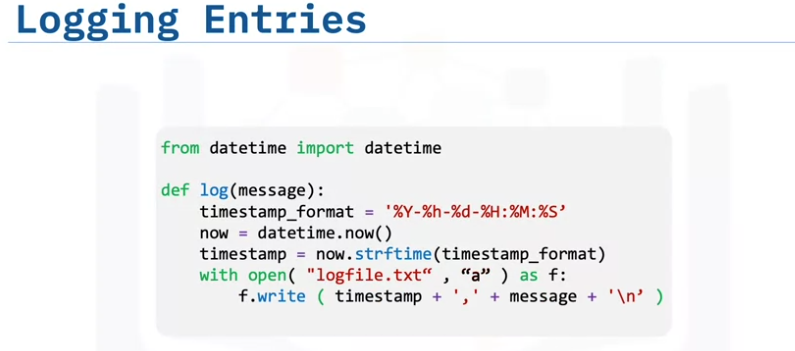 Logging Entries
from datetime import datetime
def log(message):
timestamp_format = '%Y-%h-%d-%H:%M:%S’
now = datetime.now()
timestamp = now.strftime(timestamp_format)
with open( "logfile.txt“ , “a” ) as f:
f.write ( timestamp + ',' + message + '\n’ )